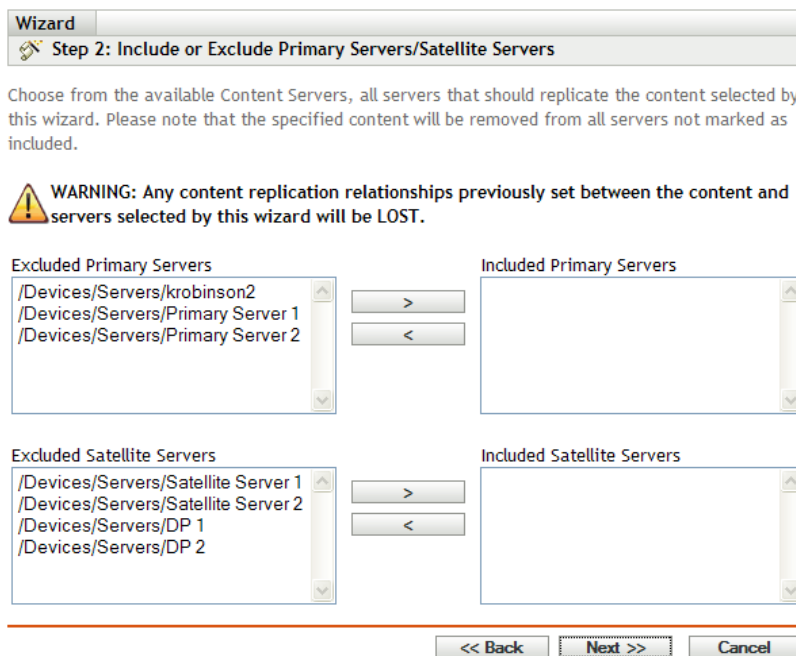 Wizard
Step 2: Include or Exclude Primary Servers/Satellite Servers
Choose from the available Content Servers, all servers that should replicate the content selected by
this wizard. Please note that the specified content will be removed from all servers not marked as
included.
WARNING: Any content replication relationships previously set between the content and
servers selected by this wizard will be LOST.
Excluded Primary Servers
/Devices/Servers/krobinson2
/Devices/Servers/Primary Server 1
/Devices/Servers/Primary Server 2
>
<
Included Primary Servers
Excluded Satellite Servers
/Devices/Servers/Satellite Server 1
/Devices/Servers/Satellite Server 2
/Devices/Servers/DP 1
/Devices/Servers/DP 2
>
<
Included Satellite Servers
<< Back
Next >>
Cancel